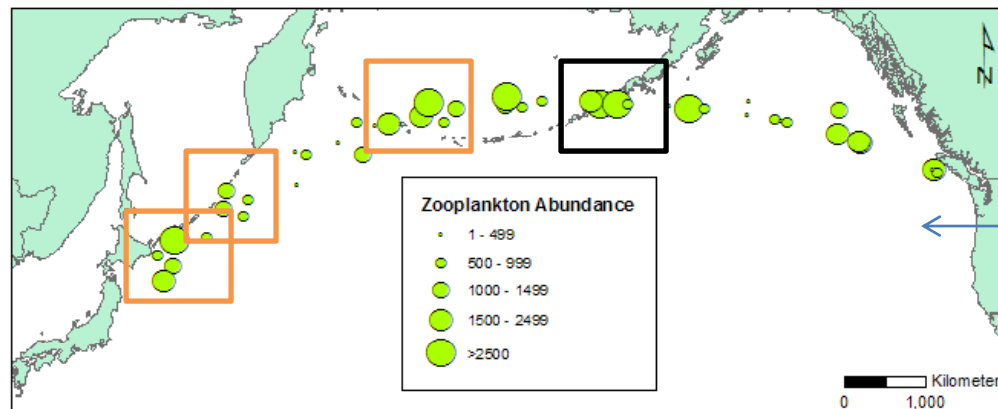 N
Zooplankton Abundance
1 - 499
500 - 999
1000 - 1499
1500 - 2499
>2500
Kilometer
0 1,000